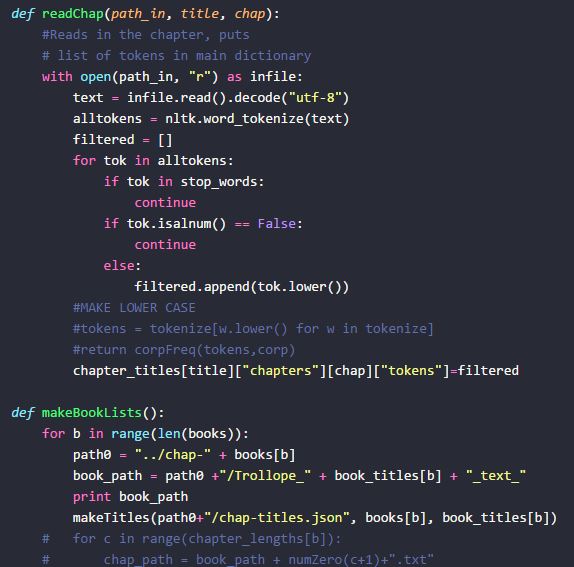 def readChap(path_in, title, chap):
    #Reads in the chapter, puts
    # list of tokens in main dictionary
    with open(path_in, "r") as infile:
        text = infile.read().decode("utf-8")
        alltokens = nltk.word_tokenize(text)
        filtered = []
        for tok in alltokens:
            if tok in stop_words:
                continue
            if tok.isalnum() == False:
                continue
            else:
                filtered.append(tok.lower())
        #MAKE LOWER CASE
        #tokens = tokenize[w.lower() for w in tokenize]
        #return corpFreq(tokens,corp)
        chapter_titles[title]["chapters"][chap]["tokens"]=filtered

def makeBookLists():
    for b in range(len(books)):
        path0 = "../chap-" + books[b]
        book_path = path0 +"/Trollope_" + book_titles[b] + "_text_"
        print book_path
        makeTitles(path0+"/chap-titles.json", books[b], book_titles[b])
    #   for c in range(chapter_lengths[b]):
    #       chap_path = book_path + numZero(c+1)+".txt"